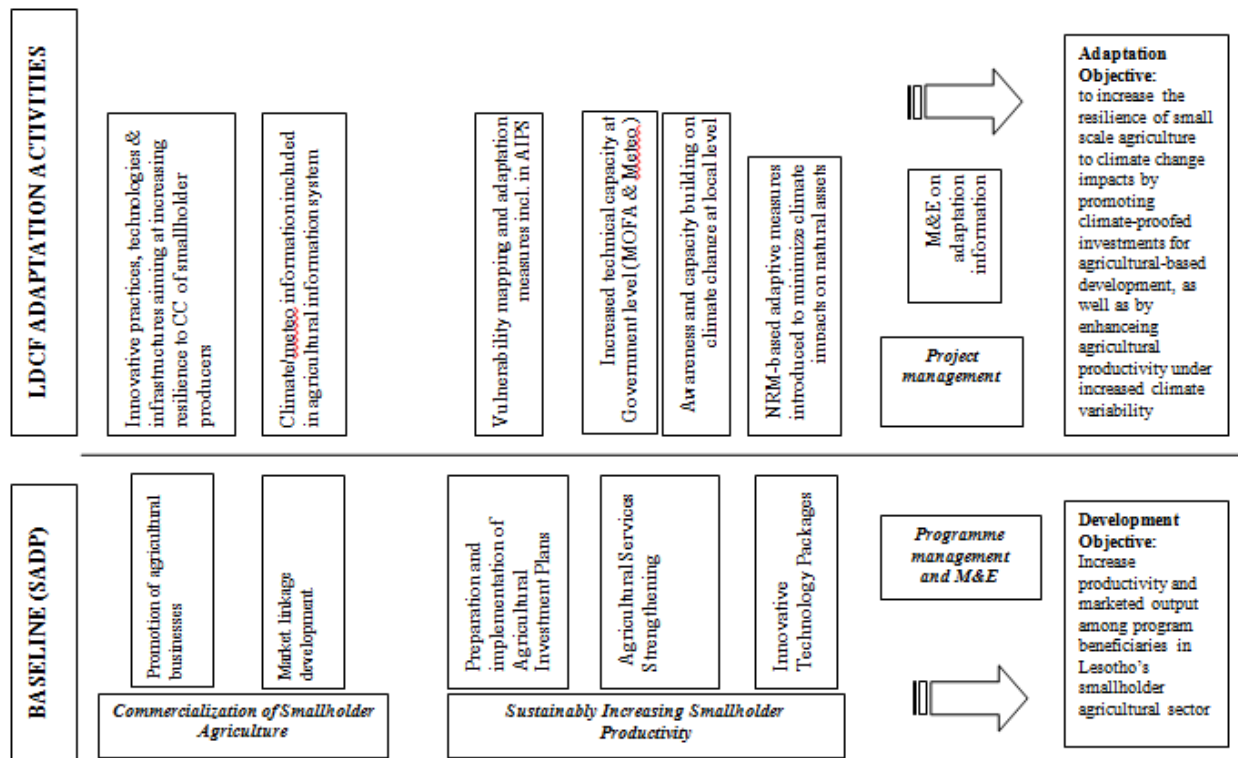 LDCF ADAPTATION ACTIVITIES
Innovative practices, technologies &
infrastructures aiming at increasing
resilience to CC of smallholder
producers
Climate/meteo information included
in agricultural information system
Vulnerability mapping and adaptation
measures incl. in AIPS
Increased technical capacity at
Government level (MOFA & Meteo.)
Awareness and capacity building on
climate change at local level
NRM-based adaptive measures
introduced to minimize climate
impacts on natural assets
M&E on
adaptation
information
Project
management
Adaptation
Objective:
to increase the
resilience of small
scale agriculture
to climate change
impacts by
promoting
climate-proofed
investments for
agricultural-based
development, as
well as by
enhanceing
agricultural
productivity under
increased climate
variability
BASELINE (SADP)
Promotion of agricultural
businesses
Market linkage
development
Preparation and
implementation of
Agricultural
Investment Plans
Agricultural Services
Strengthening
Innovative
Technology Packages
Commercialization of Smallholder
Agriculture
Sustainably Increasing Smallholder
Productivity
Programme
management
and M&E
Development
Objective:
Increase
productivity and
marketed output
among program
beneficiaries in
Lesotho's
smallholder
agricultural sector